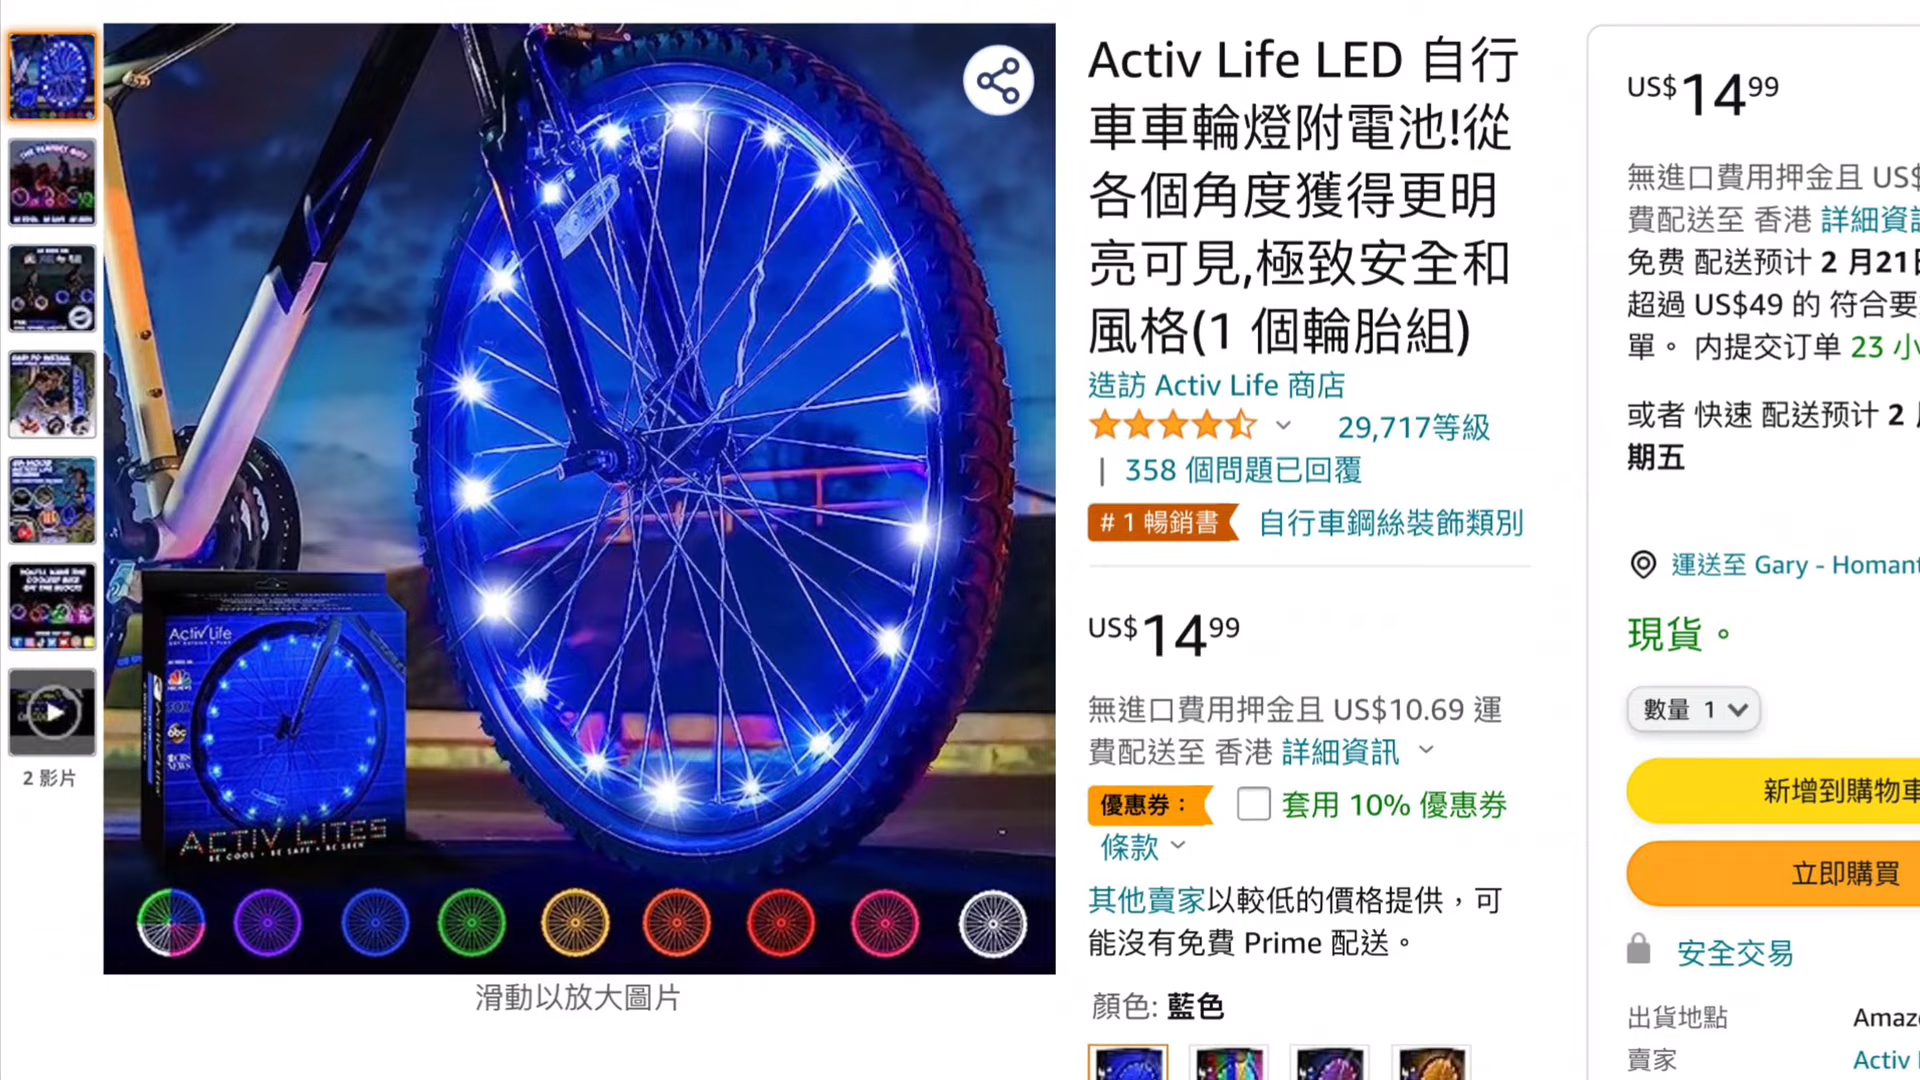 Activ Life LED 自行
車車輪燈附電池!從
各個角度獲得更明
亮可見,極致安全和
風格(1 個輪胎組)
造訪 Activ Life 商店
29,717等級
| 358 個問題已回覆
#1 暢銷書 自行車鋼絲裝飾類別
US$14 99
無進口費用押金且 US$10.69 運
費配送至 香港 詳細資訊
優惠券： 套用 10% 優惠券
條款
其他賣家以較低的價格提供，可
能沒有免費 Prime 配送。
顏色: 藍色
US$14 99
無進口費用押金且 US$
費配送至 香港 詳細資
免费 配送预计 2 月21
超過 US$49 的 符合要
單。 内提交订单 23 小
或者 快速 配送预计 2
期五
運送至 Gary - Homan
現貨。
數量 1
新增到購物車
立即購買
安全交易
出貨地點 Amaz
賣家 Activ
Activ Life
abc
ACTIV LITES
BE COOL • BE SAFE • BE SEEN
滑動以放大圖片
2 影片